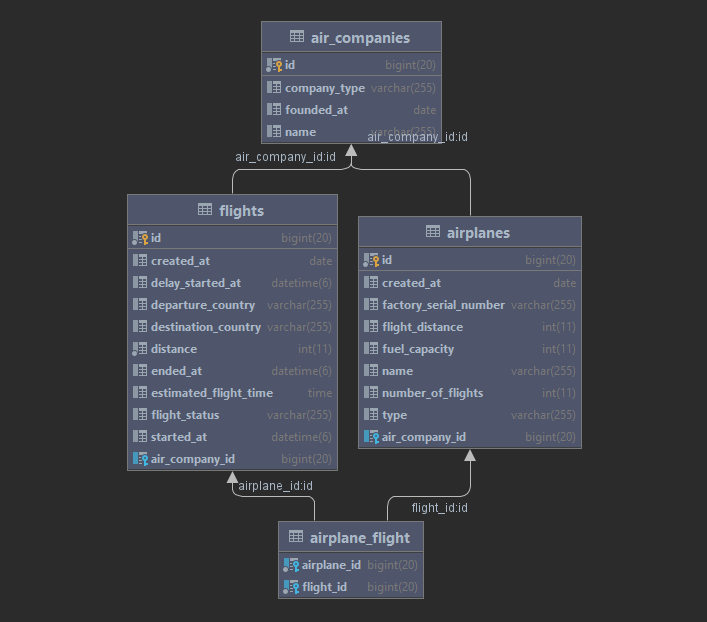 air_companies
id bigint(20)
company_type varchar(255)
founded_at date
name varchar(255)
air_company_id:id
air_company_id:id
flights
id bigint(20)
created_at date
delay_started_at datetime(6)
departure_country varchar(255)
destination_country varchar(255)
distance int(11)
ended_at datetime(6)
estimated_flight_time time
flight_status varchar(255)
started_at datetime(6)
air_company_id bigint(20)
airplanes
id bigint(20)
created_at date
factory_serial_number varchar(255)
flight_distance int(11)
fuel_capacity int(11)
name varchar(255)
number_of_flights int(11)
type varchar(255)
air_company_id bigint(20)
airplane_id:id
flight_id:id
airplane_flight
airplane_id bigint(20)
flight_id bigint(20)